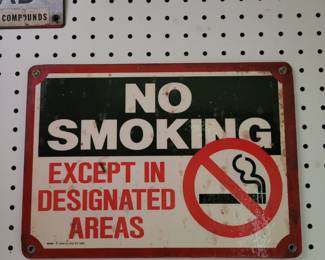 COMPOUNDS
NO
SMOKING
EXCEPT IN
DESIGNATED
AREAS